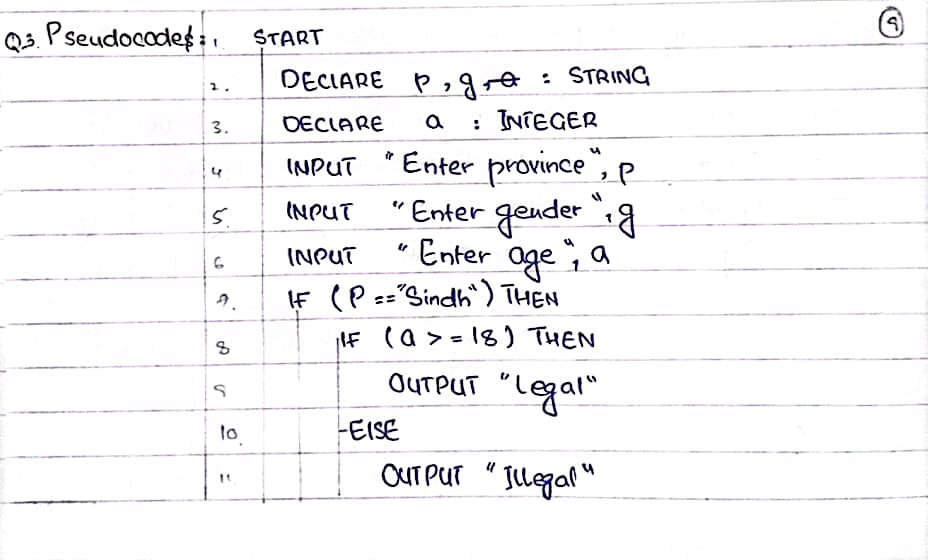 9
Q3. Pseudocodes: 1. START
2. DECLARE p, g : STRING
3. DECLARE a : INTEGER
4 INPUT "Enter province", p
5. INPUT "Enter gender", g
6 INPUT "Enter age", a
7. IF (P == "Sindh") THEN
8 IF (a >= 18) THEN
9 OUTPUT "Legal"
10. ELSE
11 OUTPUT "Illegal"